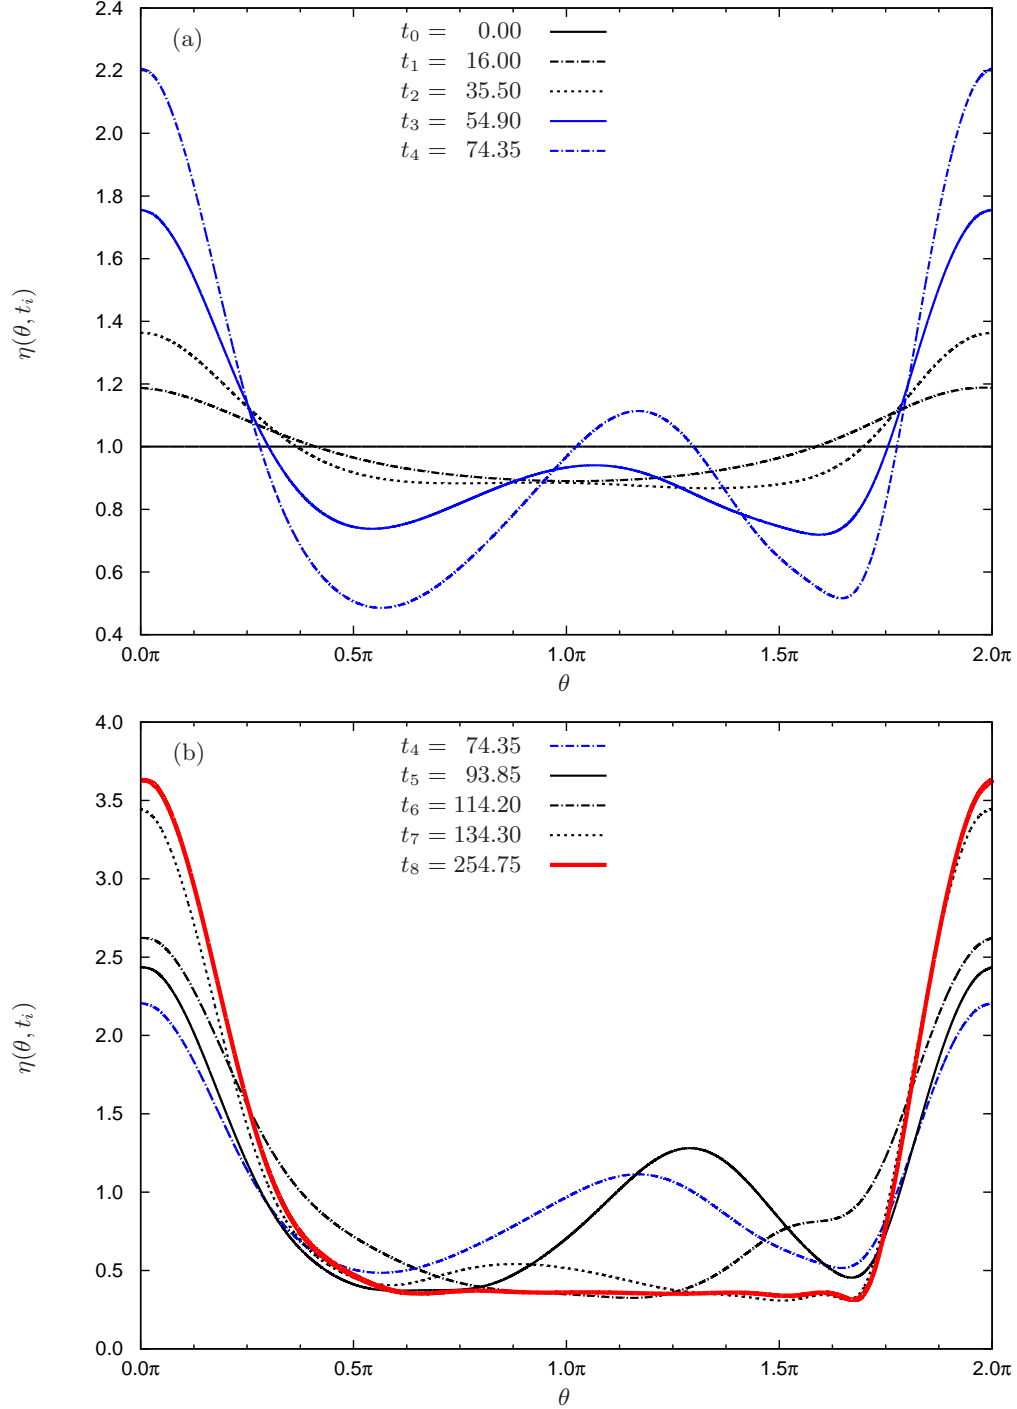 2.4
(a)
t₀ = 0.00
t₁ = 16.00
t₂ = 35.50
t₃ = 54.90
t₄ = 74.35
2.2
2.0
1.8
1.6
1.4
1.2
1.0
0.8
0.6
0.4
η(θ, tᵢ)
0.0π 0.5π 1.0π 1.5π 2.0π
θ
4.0
(b)
t₄ = 74.35
t₅ = 93.85
t₆ = 114.20
t₇ = 134.30
t₈ = 254.75
3.5
3.0
2.5
2.0
1.5
1.0
0.5
0.0
η(θ, tᵢ)
0.0π 0.5π 1.0π 1.5π 2.0π
θ